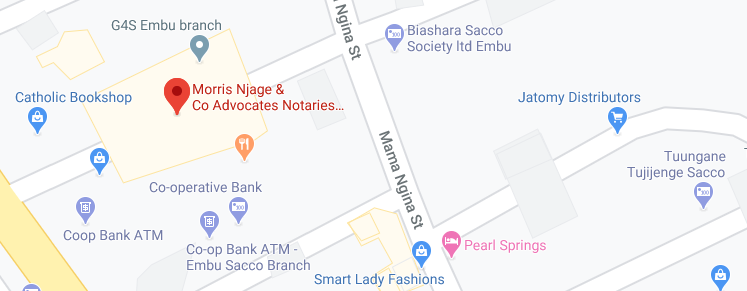 G4S Embu branch
Ngina St
Biashara Sacco
Society ltd Embu
Morris Njage &
Co Advocates Notaries...
Catholic Bookshop
Jatomy Distributors
Mama Ngina St
Tuungane
Tujijenge Sacco
Co-operative Bank
Coop Bank ATM
Co-op Bank ATM -
Embu Sacco Branch
Pearl Springs
Smart Lady Fashions